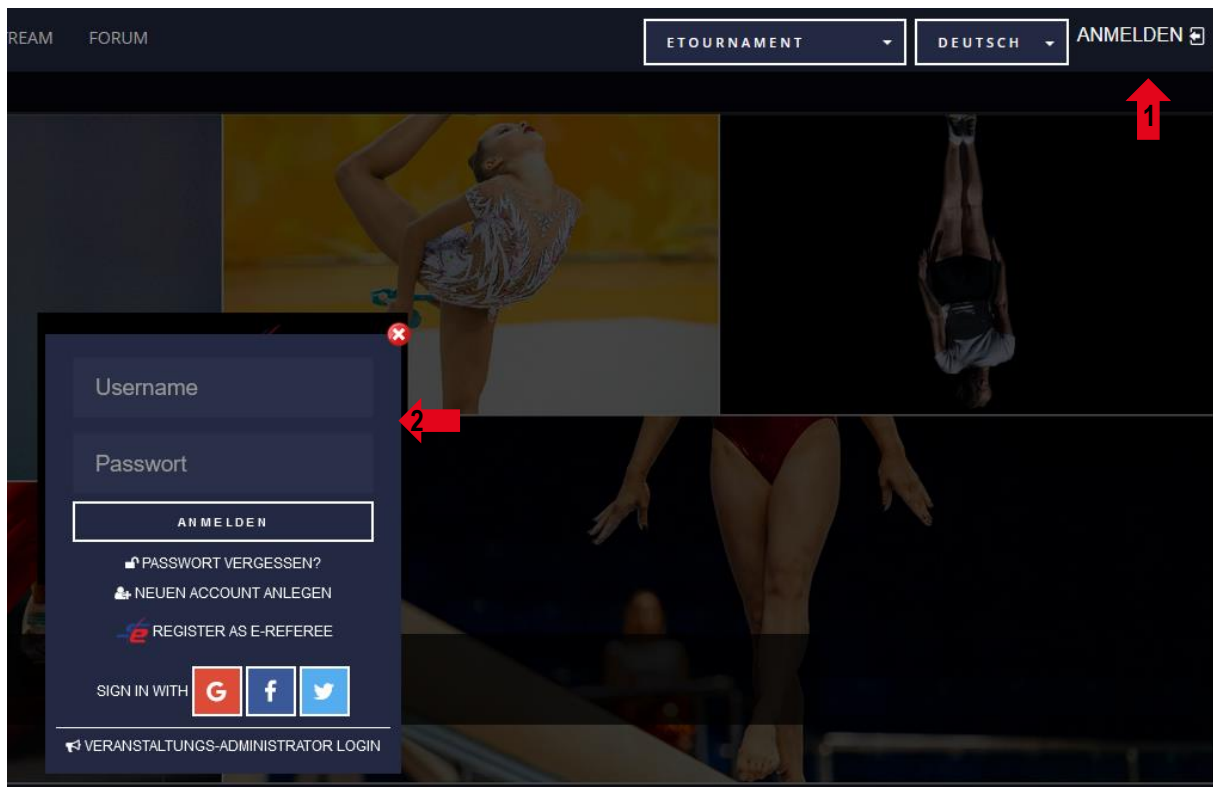 REAM FORUM ETOURNAMENT DEUTSCH ANMELDEN
1
Username
2
Passwort
ANMELDEN
PASSWORT VERGESSEN?
NEUEN ACCOUNT ANLEGEN
e REGISTER AS E-REFEREE
SIGN IN WITH G f
VERANSTALTUNGS-ADMINISTRATOR LOGIN